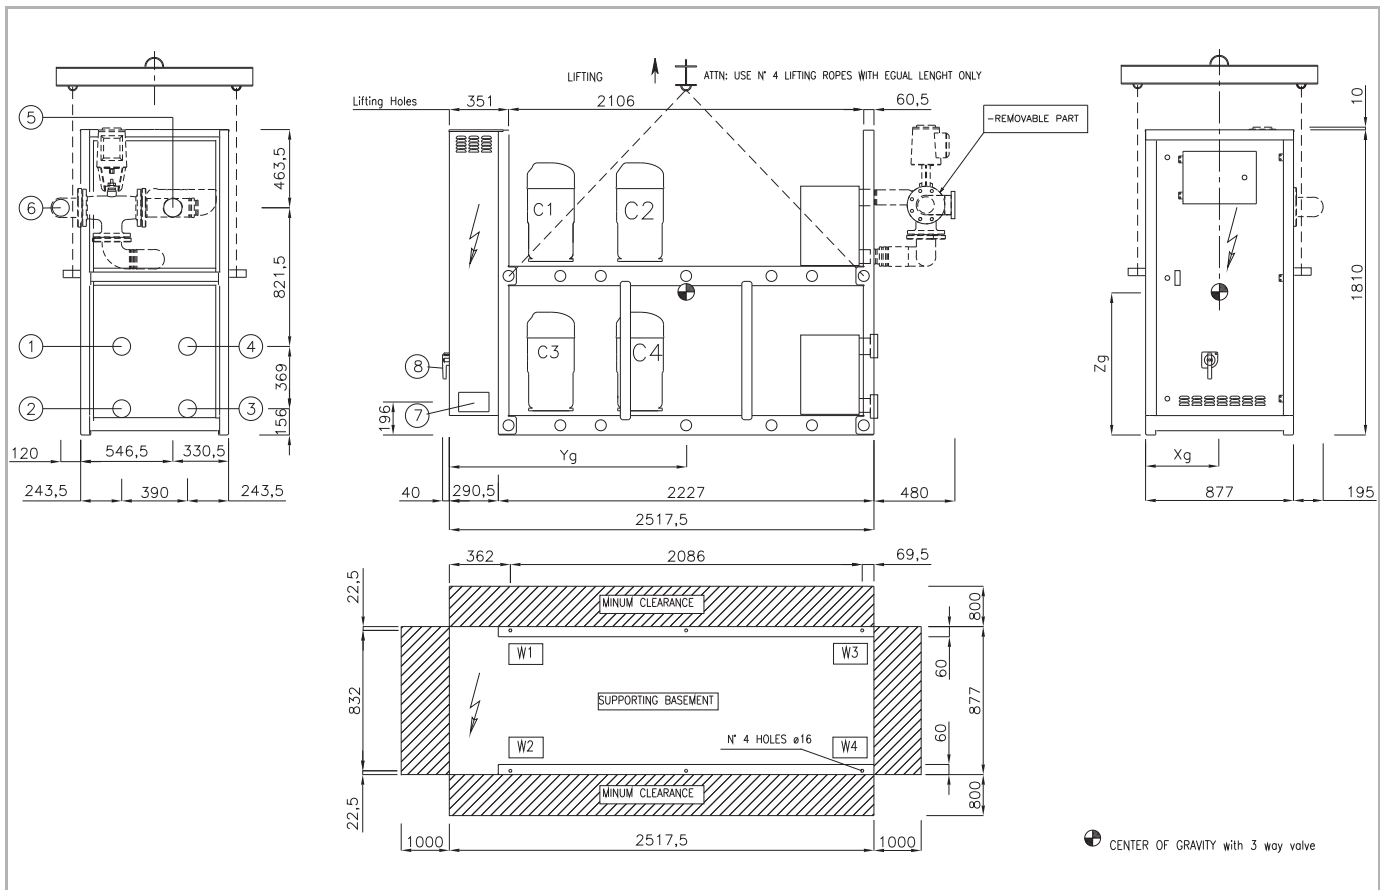 LIFTING
ATTN: USE N° 4 LIFTING ROPES WITH EGUAL LENGHT ONLY
Lifting Holes
351
2106
60,5
-REMOVABLE PART
10
5
463,5
6
821,5
1
4
369
2
3
156
120
546,5
330,5
243,5
390
243,5
C1
C2
C3
C4
8
7
196
Yg
40
290,5
2227
480
2517,5
1810
Zg
Xg
877
195
362
2086
69,5
22,5
MINUM CLEARANCE
800
W1
W3
60
832
SUPPORTING BASEMENT
877
W2
N° 4 HOLES ø16
W4
60
22,5
MINUM CLEARANCE
800
1000
2517,5
1000
CENTER OF GRAVITY with 3 way valve